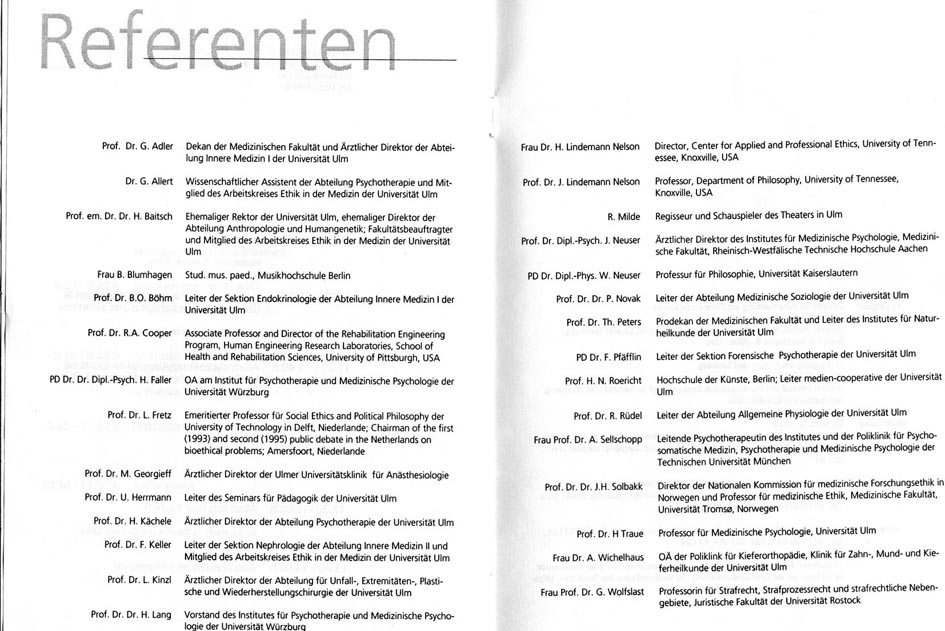 Referenten
Prof. Dr. G. Adler Dekan der Medizinischen Fakultät und Ärztlicher Direktor der Abtei-
lung Innere Medizin I der Universität Ulm
Dr. G. Allert Wissenschaftlicher Assistent der Abteilung Psychotherapie und Mit-
glied des Arbeitskreises Ethik in der Medizin der Universität Ulm
Prof. em. Dr. Dr. H. Baitsch Ehemaliger Rektor der Universität Ulm, ehemaliger Direktor der
Abteilung Anthropologie und Humangenetik; Fakultätsbeauftragter
und Mitglied des Arbeitskreises Ethik in der Medizin der Universität
Ulm
Frau B. Blumhagen Stud. mus. paed., Musikhochschule Berlin
Prof. Dr. B.O. Böhm Leiter der Sektion Endokrinologie der Abteilung Innere Medizin I der
Universität Ulm
Prof. Dr. R.A. Cooper Associate Professor and Director of the Rehabilitation Engineering
Program, Human Engineering Research Laboratories, School of
Health and Rehabilitation Sciences, University of Pittsburgh, USA
PD Dr. Dr. Dipl.-Psych. H. Faller OA am Institut für Psychotherapie und Medizinische Psychologie der
Universität Würzburg
Prof. Dr. L. Fretz Emeritierter Professor für Social Ethics and Political Philosophy der
University of Technology in Delft, Niederlande; Chairman of the first
(1993) and second (1995) public debate in the Netherlands on
bioethical problems; Amersfoort, Niederlande
Prof. Dr. M. Georgieff Ärztlicher Direktor der Ulmer Universitätsklinik für Anästhesiologie
Prof. Dr. U. Herrmann Leiter des Seminars für Pädagogik der Universität Ulm
Prof. Dr. H. Kächele Ärztlicher Direktor der Abteilung Psychotherapie der Universität Ulm
Prof. Dr. F. Keller Leiter der Sektion Nephrologie der Abteilung Innere Medizin II und
Mitglied des Arbeitskreises Ethik in der Medizin der Universität Ulm
Prof. Dr. L. Kinzl Ärztlicher Direktor der Abteilung für Unfall-, Extremitäten-, Plasti-
sche und Wiederherstellungschirurgie der Universität Ulm
Prof. Dr. Dr. H. Lang Vorstand des Institutes für Psychotherapie und Medizinische Psycho-
logie der Universität Würzburg
Frau Dr. H. Lindemann Nelson Director, Center for Applied and Professional Ethics, University of Tenn-
essee, Knoxville, USA
Prof. Dr. J. Lindemann Nelson Professor, Department of Philosophy, University of Tennessee,
Knoxville, USA
R. Milde Regisseur und Schauspieler des Theaters in Ulm
Prof. Dr. Dipl.-Psych. J. Neuser Ärztlicher Direktor des Institutes für Medizinische Psychologie, Medizini-
sche Fakultät, Rheinisch-Westfälische Technische Hochschule Aachen
PD Dr. Dipl.-Phys. W. Neuser Professur für Philosophie, Universität Kaiserslautern
Prof. Dr. Dr. P. Novak Leiter der Abteilung Medizinische Soziologie der Universität Ulm
Prof. Dr. Th. Peters Prodekan der Medizinischen Fakultät und Leiter des Institutes für Natur-
heilkunde der Universität Ulm
PD Dr. F. Pfäfflin Leiter der Sektion Forensische Psychotherapie der Universität Ulm
Prof. H. N. Roericht Hochschule der Künste, Berlin; Leiter medien-cooperative der Universität
Ulm
Prof. Dr. R. Rüdel Leiter der Abteilung Allgemeine Physiologie der Universität Ulm
Frau Prof. Dr. A. Sellschopp Leitende Psychotherapeutin des Institutes und der Poliklinik für Psycho-
somatische Medizin, Psychotherapie und Medizinische Psychologie der
Technischen Universität München
Prof. Dr. Dr. J.H. Solbakk Direktor der Nationalen Kommission für medizinische Forschungsethik in
Norwegen und Professor für medizinische Ethik, Medizinische Fakultät,
Universität Tromsø, Norwegen
Prof. Dr. H Traue Professor für Medizinische Psychologie, Universität Ulm
Frau Dr. A. Wichelhaus OÄ der Poliklinik für Kieferorthopädie, Klinik für Zahn-, Mund- und Kie-
ferheilkunde der Universität Ulm
Frau Prof. Dr. G. Wolfslast Professorin für Strafrecht, Strafprozessrecht und strafrechtliche Neben-
gebiete, Juristische Fakultät der Universität Rostock